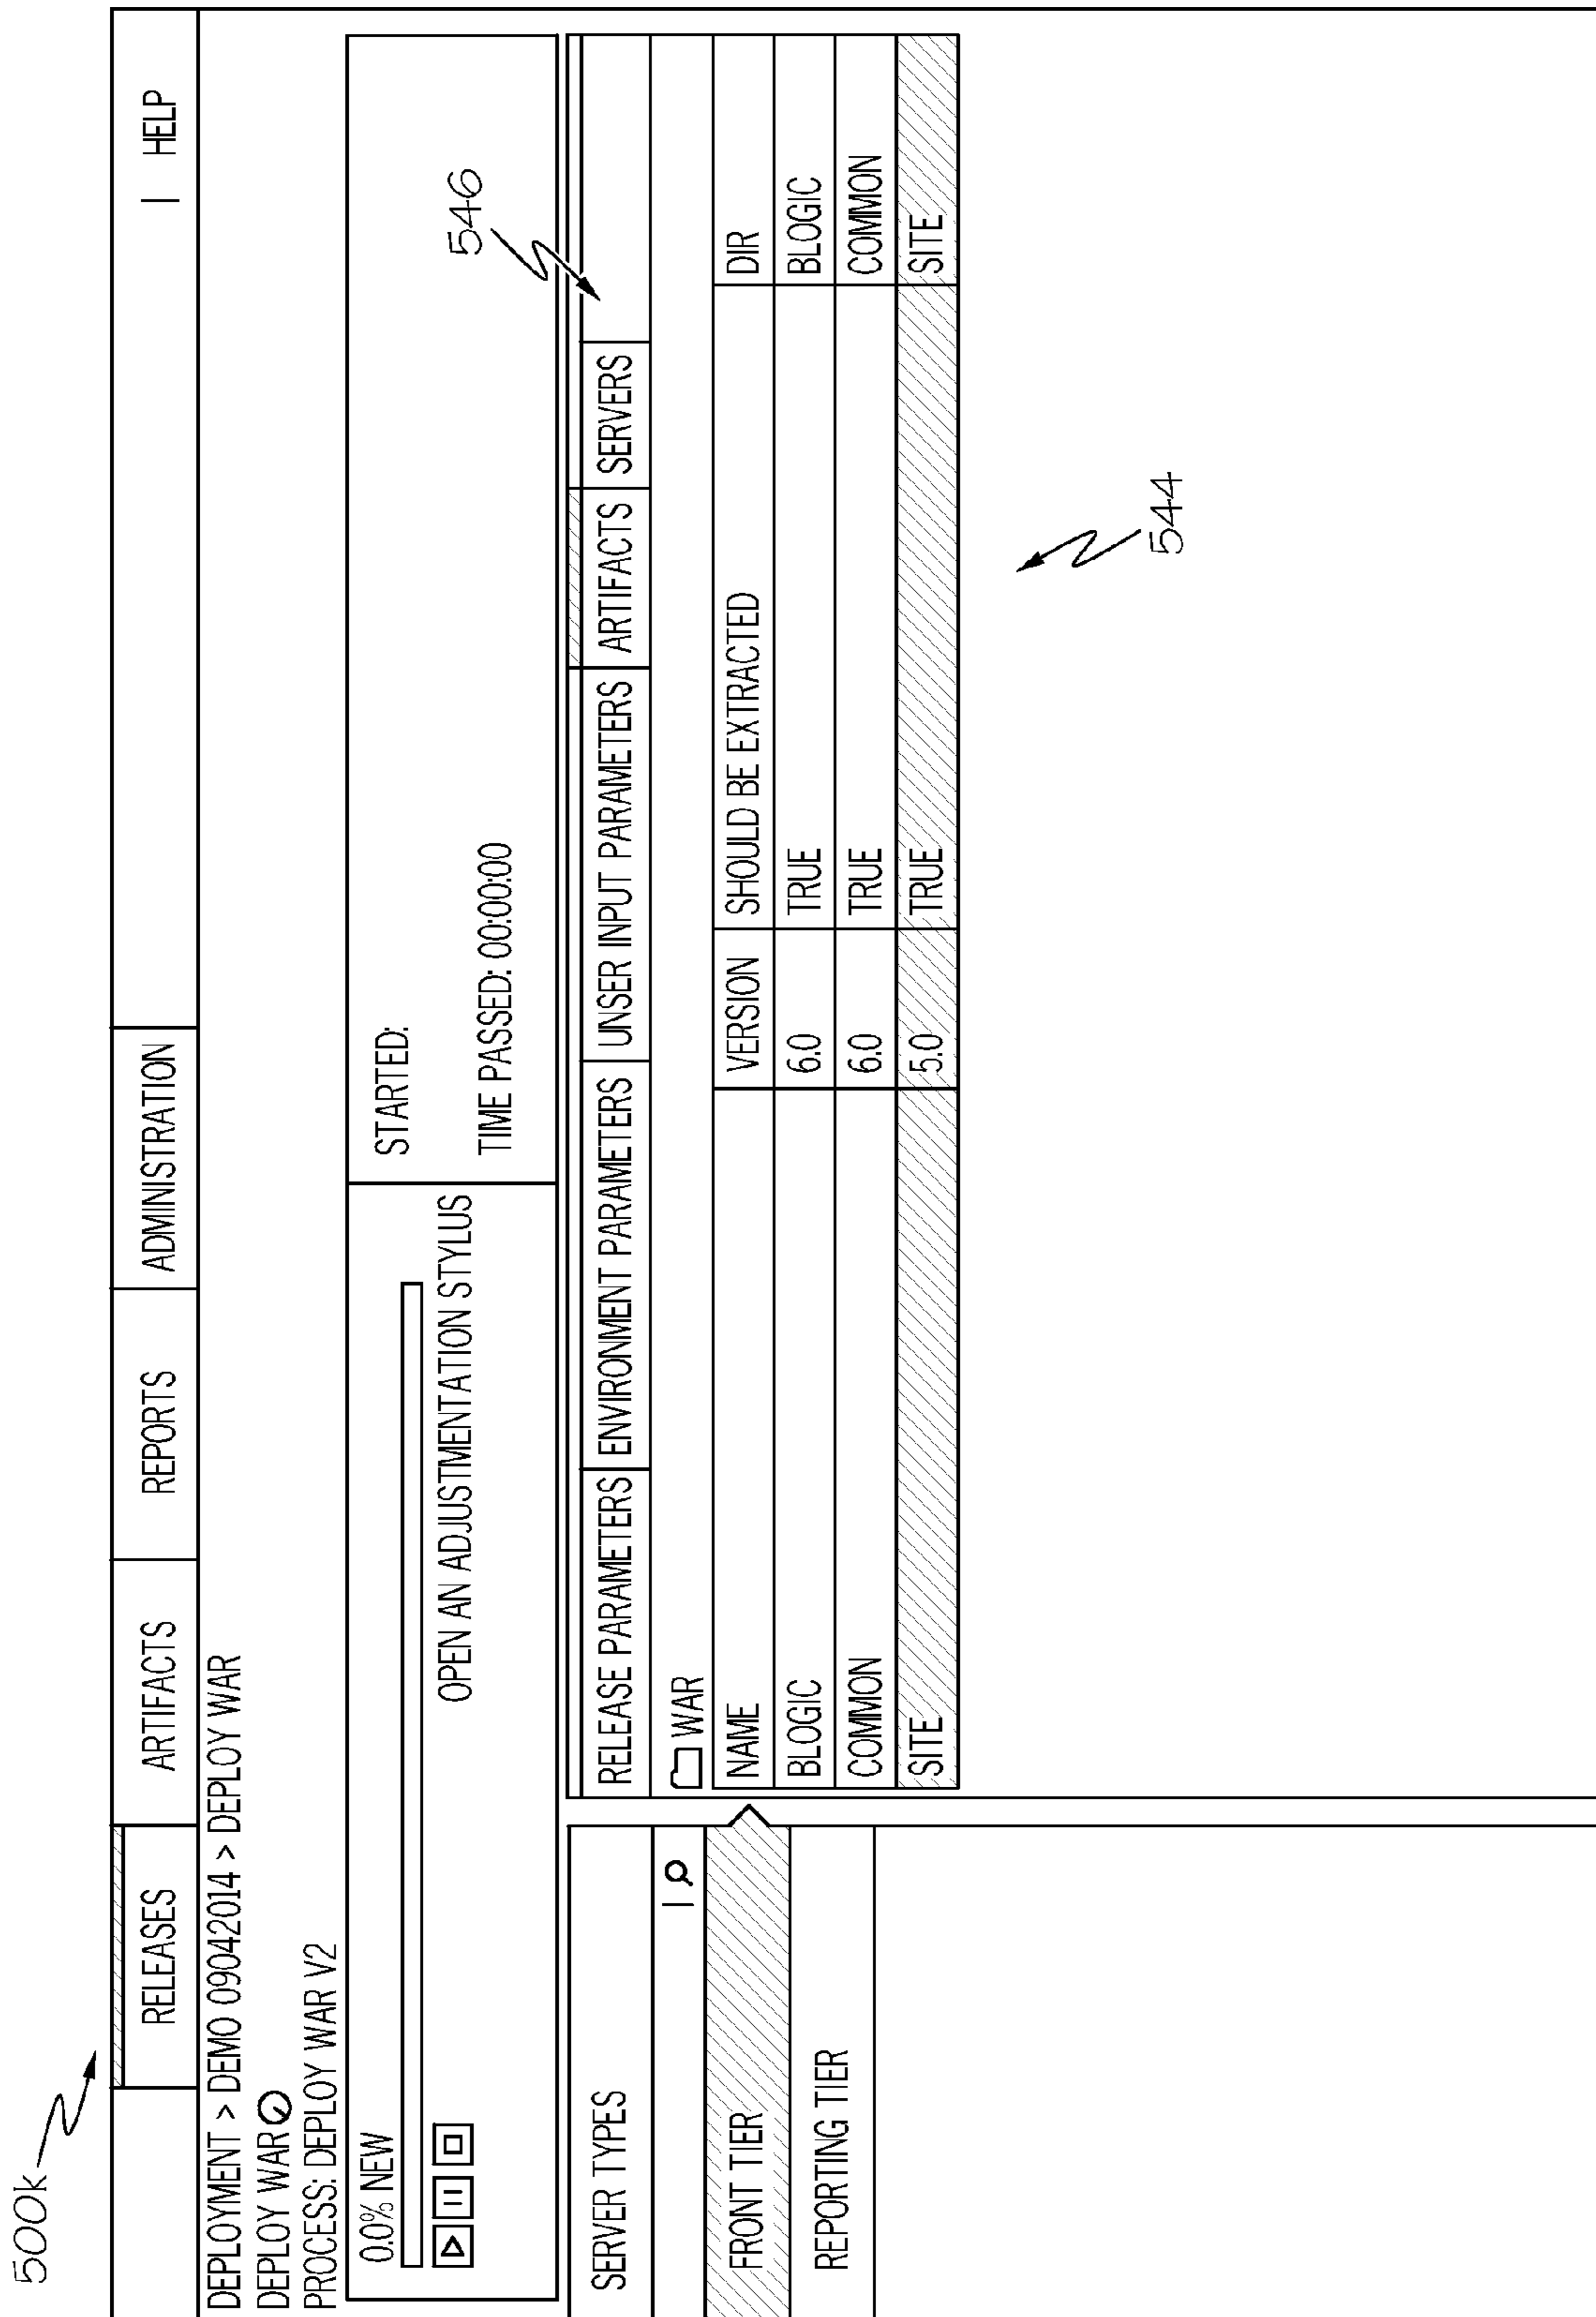 500k
RELEASES ARTIFACTS REPORTS ADMINISTRATION | HELP
DEPLOYMENT > DEMO 09042014 > DEPLOY WAR
DEPLOY WAR
PROCESS: DEPLOY WAR V2
0.0% NEW
STARTED:
OPEN AN ADJUSTMENTATION STYLUS
TIME PASSED: 00:00:00
546
SERVER TYPES
RELEASE PARAMETERS ENVIRONMENT PARAMETERS UNSER INPUT PARAMETERS ARTIFACTS SERVERS
WAR
FRONT TIER
NAME VERSION SHOULD BE EXTRACTED DIR
BLOGIC 6.0 TRUE BLOGIC
REPORTING TIER
COMMON 6.0 TRUE COMMON
SITE 5.0 TRUE SITE
544